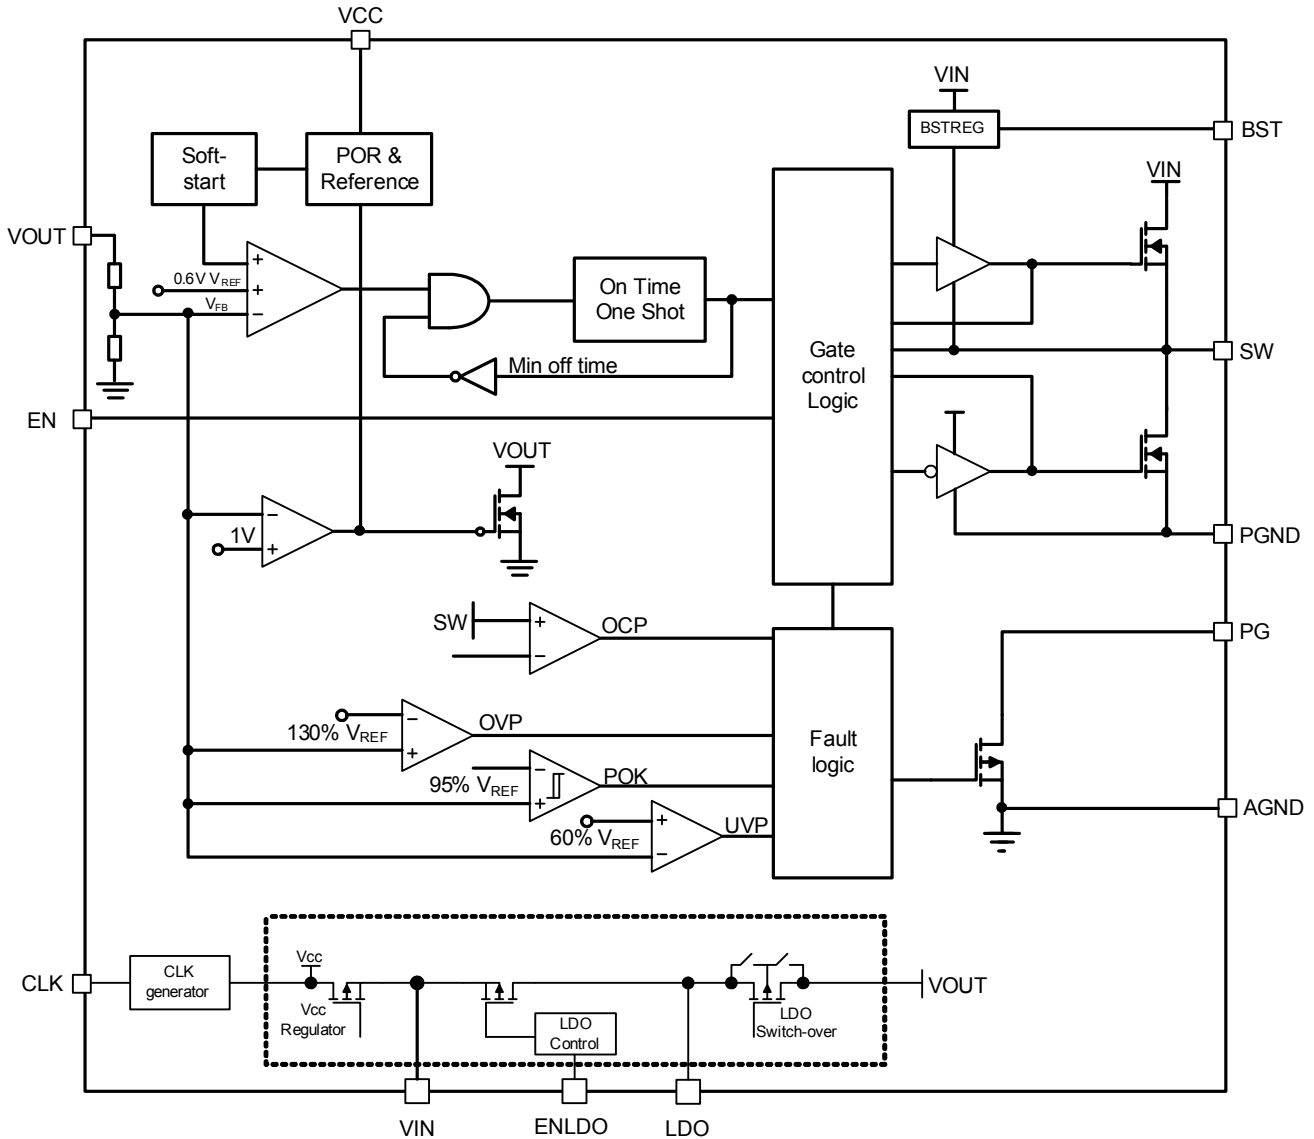 VCC
VIN
BSTREG
BST
Soft-
start
POR &
Reference
VIN
VOUT
0.6V VREF
+
+
VFB
−
On Time
One Shot
Min off time
Gate
control
Logic
SW
EN
VOUT
−
1V
+
PGND
SW
+
−
OCP
PG
130% VREF
−
+
OVP
Fault
logic
95% VREF
−
+
POK
60% VREF
+
−
UVP
AGND
CLK
CLK
generator
Vcc
Vcc
Regulator
LDO
Control
LDO
Switch-over
VOUT
VIN
ENLDO
LDO